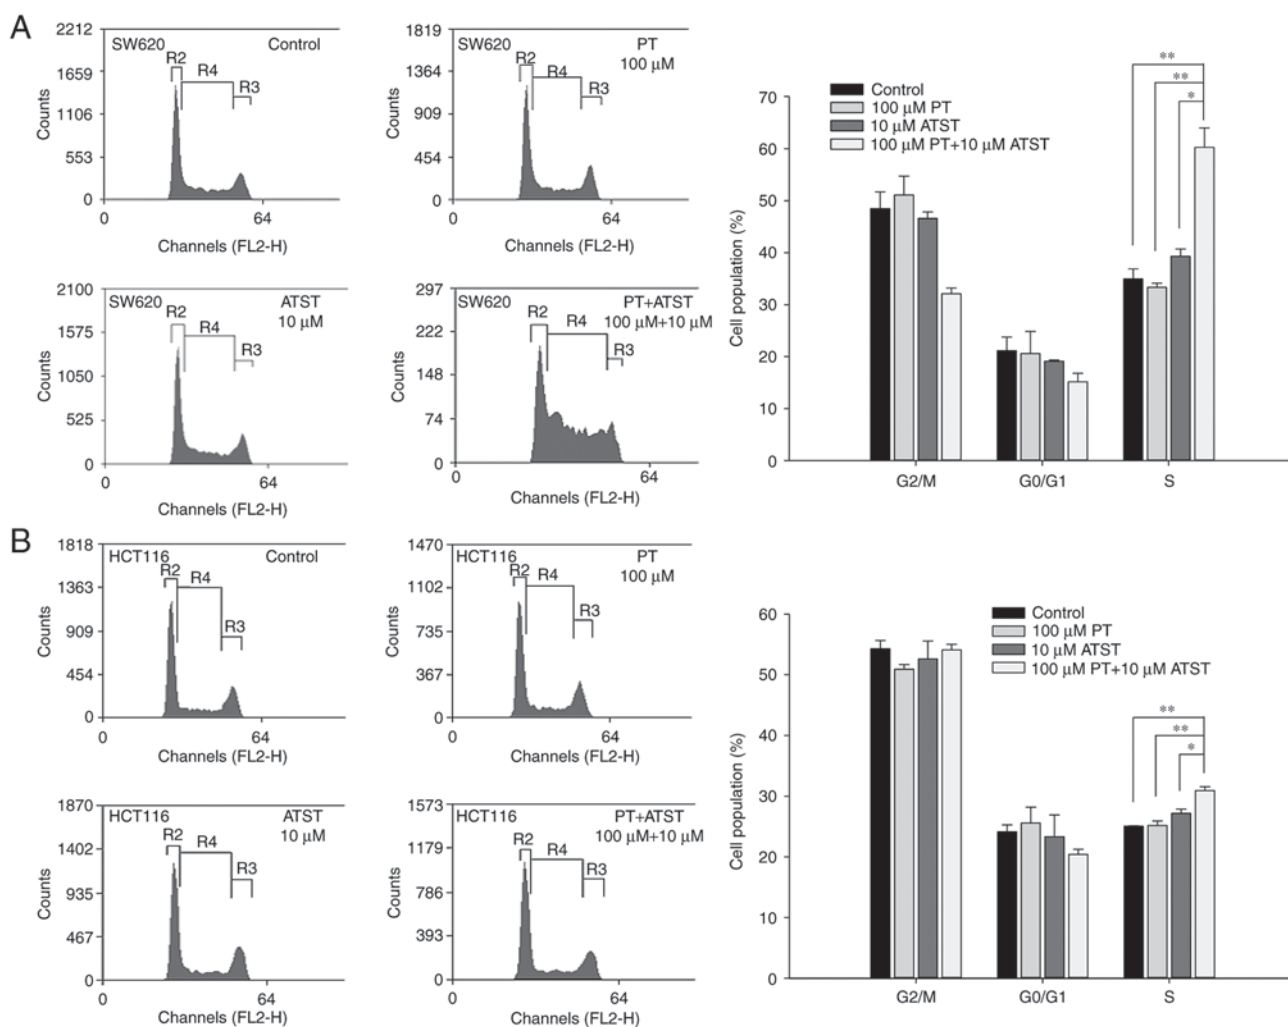 A
2212
1659
1106
553
0
Counts
SW620
Control
R2
R4
R3
0
64
Channels (FL2-H)
1819
1364
909
454
0
Counts
SW620
PT
100 μM
R2
R4
R3
0
64
Channels (FL2-H)
2100
1575
1050
525
0
Counts
SW620
ATST
10 μM
R2
R4
R3
0
64
Channels (FL2-H)
297
222
148
74
0
Counts
SW620
PT+ATST
100 μM+10 μM
R2
R4
R3
0
64
Channels (FL2-H)
Control
100 μM PT
10 μM ATST
100 μM PT+10 μM ATST
**
**
*
70
60
50
40
30
20
10
0
Cell population (%)
G2/M
G0/G1
S
B
1818
1363
909
454
0
Counts
HCT116
Control
R2
R4
R3
0
64
Channels (FL2-H)
1470
1102
735
367
0
Counts
HCT116
PT
100 μM
R2
R4
R3
0
64
Channels (FL2-H)
1870
1402
935
467
0
Counts
HCT116
ATST
10 μM
R2
R4
R3
0
64
Channels (FL2-H)
1573
1179
786
393
0
Counts
HCT116
PT+ATST
100 μM+10 μM
R2
R4
R3
0
64
Channels (FL2-H)
Control
100 μM PT
10 μM ATST
100 μM PT+10 μM ATST
**
**
*
60
50
40
30
20
10
0
Cell population (%)
G2/M
G0/G1
S